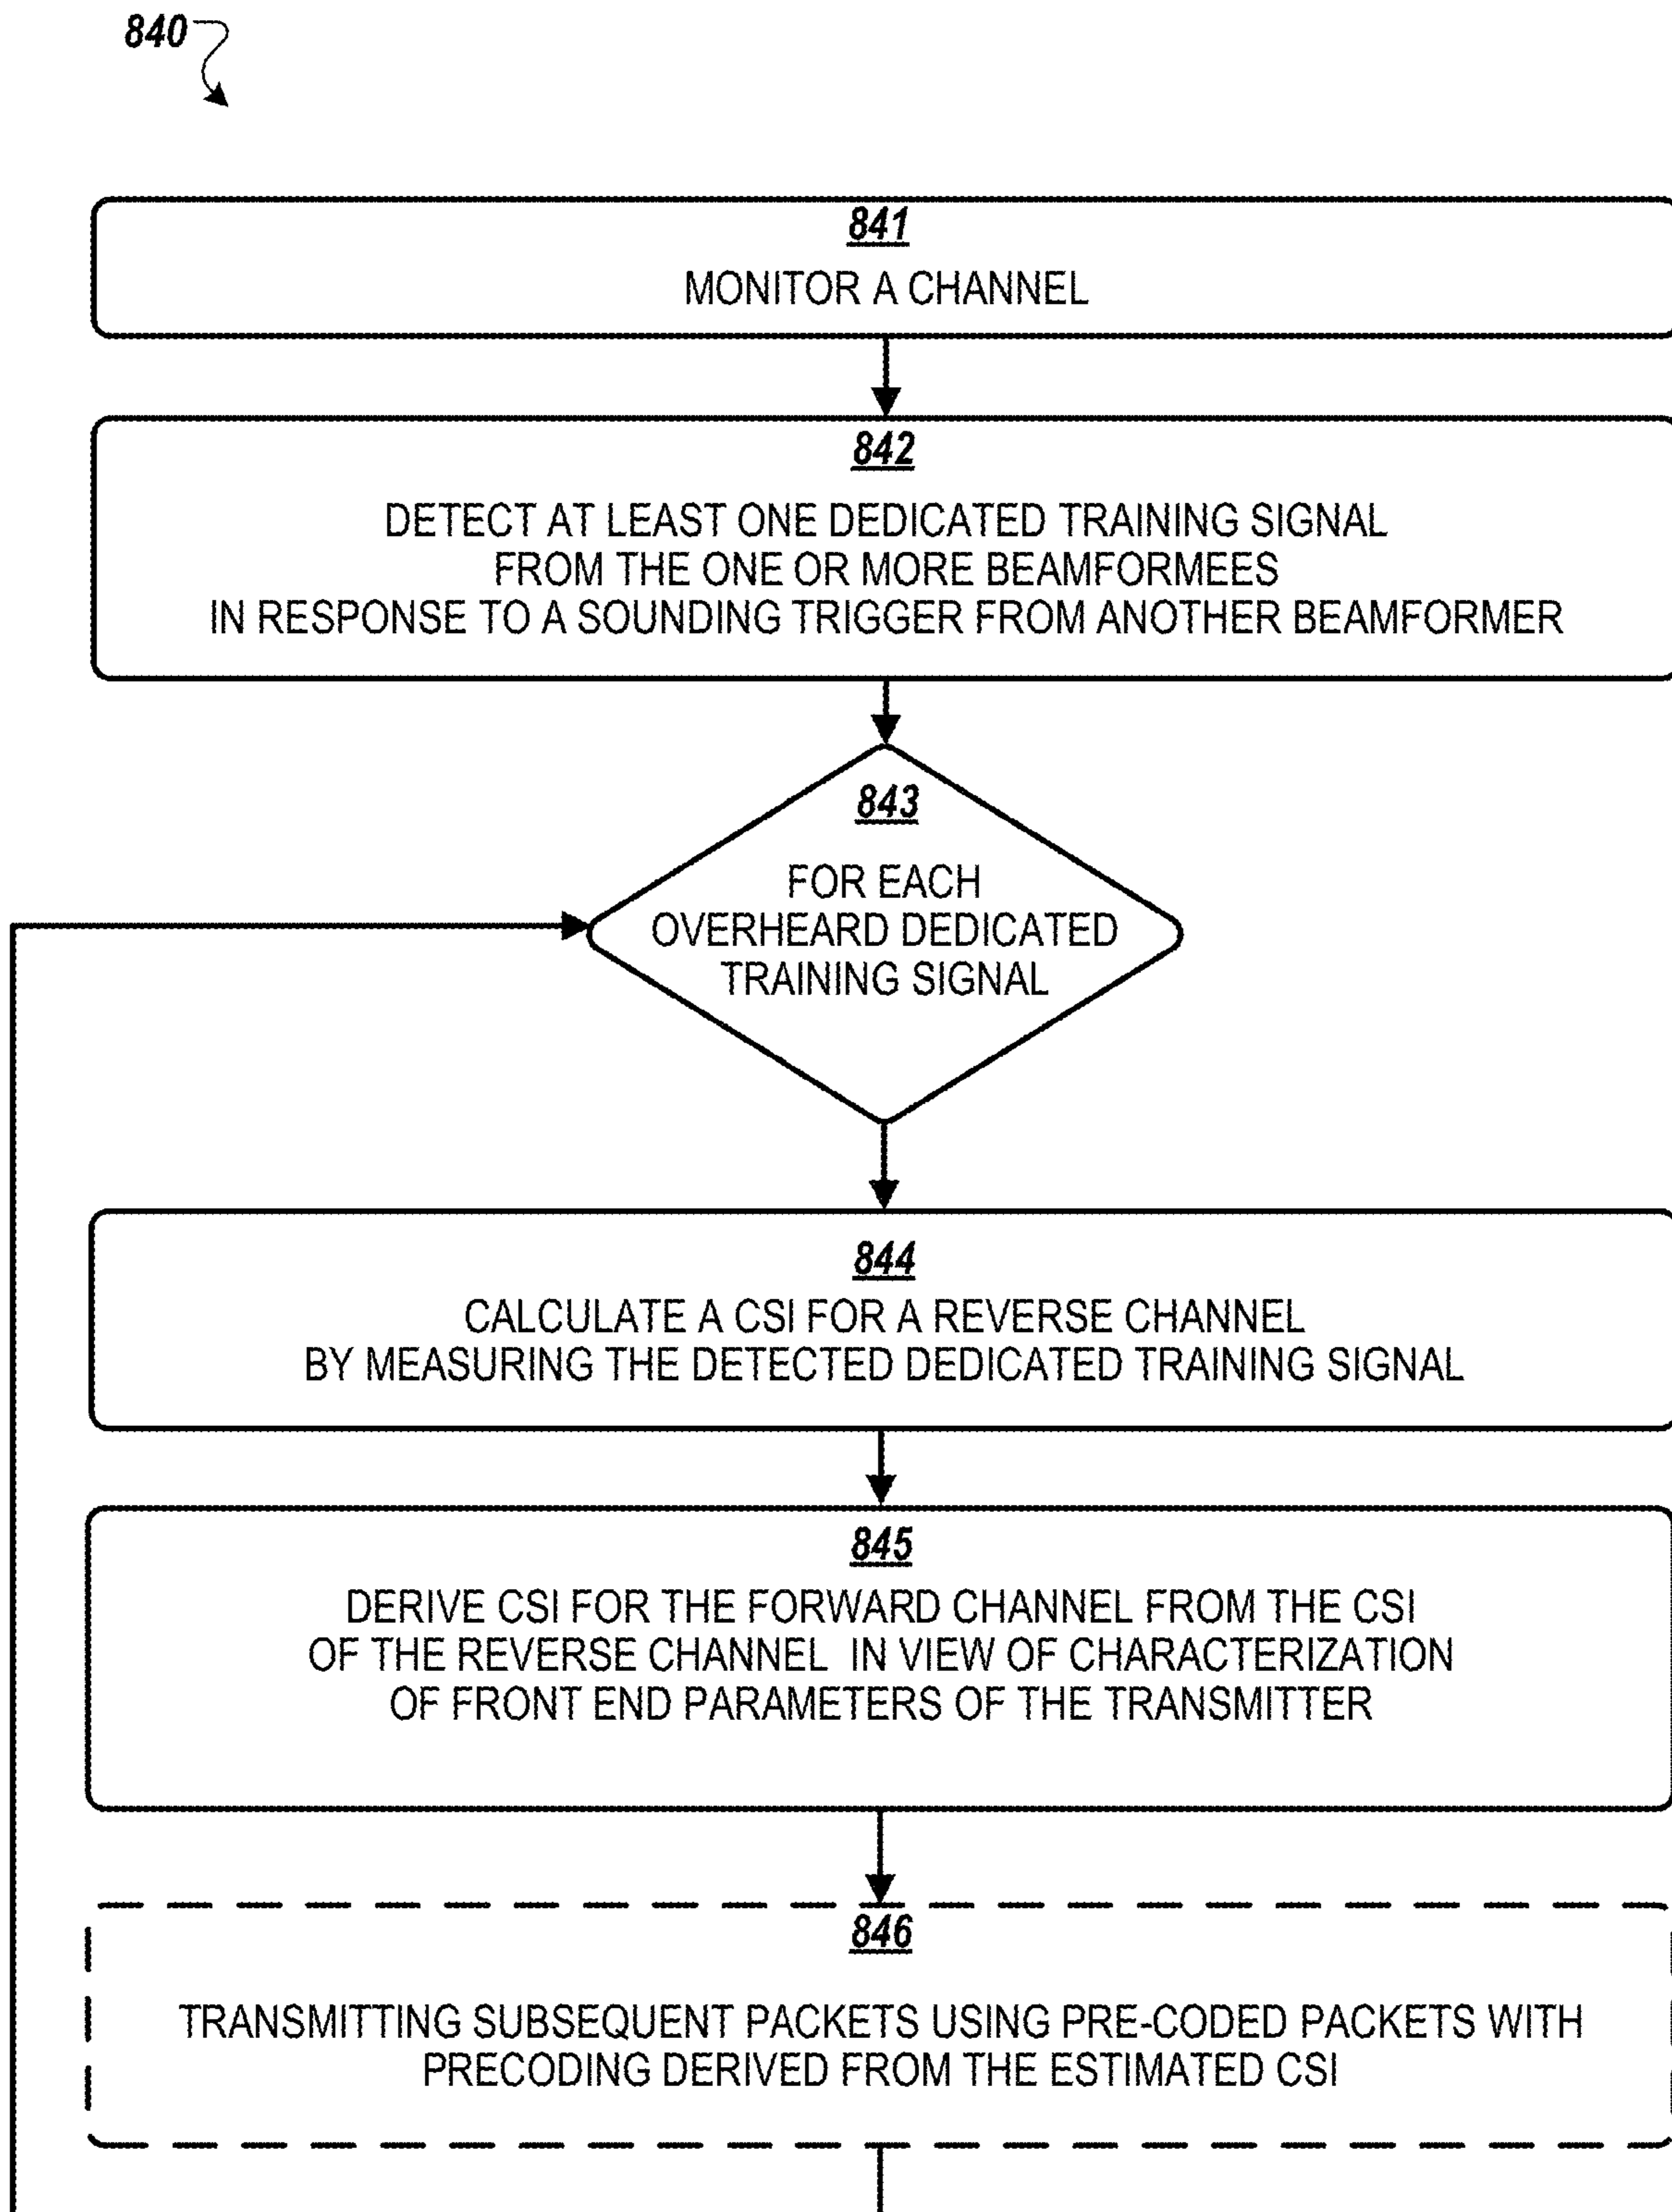 840
841
MONITOR A CHANNEL
842
DETECT AT LEAST ONE DEDICATED TRAINING SIGNAL
FROM THE ONE OR MORE BEAMFORMEES
IN RESPONSE TO A SOUNDING TRIGGER FROM ANOTHER BEAMFORMER
843
FOR EACH
OVERHEARD DEDICATED
TRAINING SIGNAL
844
CALCULATE A CSI FOR A REVERSE CHANNEL
BY MEASURING THE DETECTED DEDICATED TRAINING SIGNAL
845
DERIVE CSI FOR THE FORWARD CHANNEL FROM THE CSI
OF THE REVERSE CHANNEL IN VIEW OF CHARACTERIZATION
OF FRONT END PARAMETERS OF THE TRANSMITTER
846
TRANSMITTING SUBSEQUENT PACKETS USING PRE-CODED PACKETS WITH
PRECODING DERIVED FROM THE ESTIMATED CSI